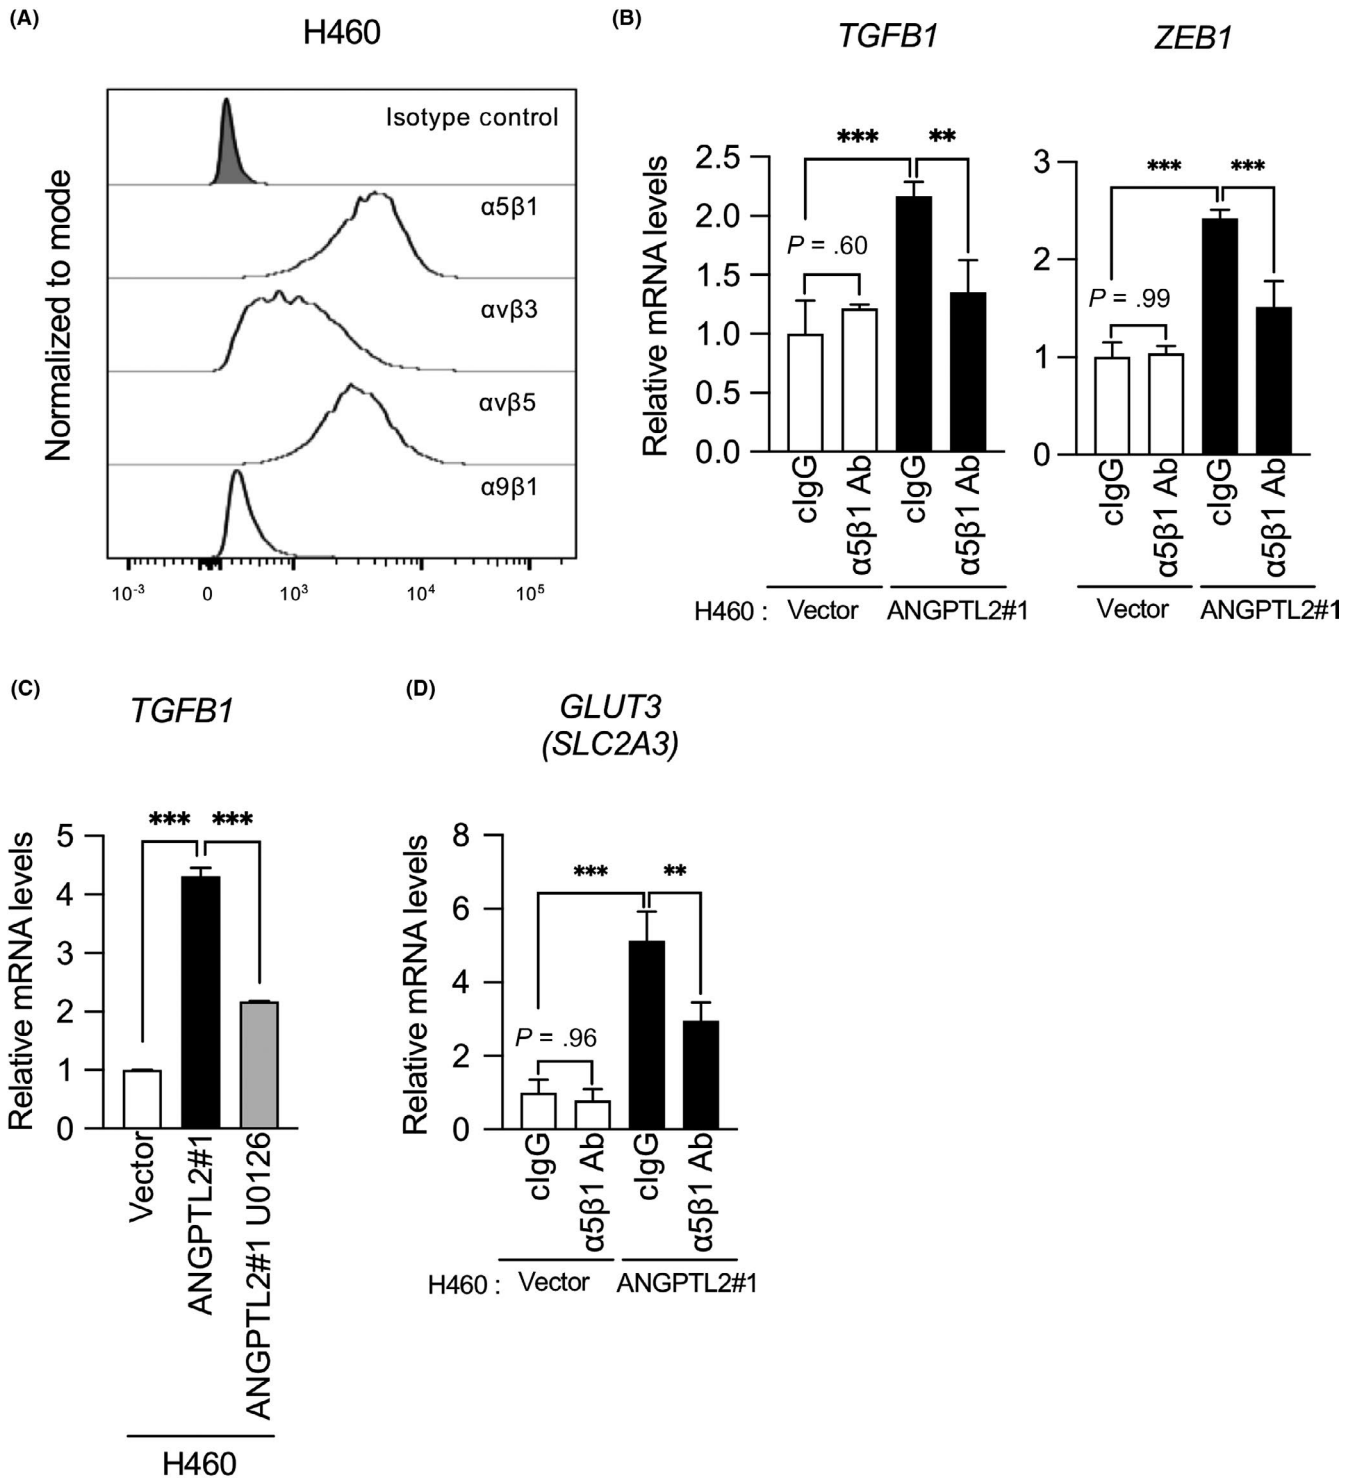 (A)
H460
Normalized to mode
Isotype control
α5β1
αvβ3
αvβ5
α9β1
10-3 0 10³ 10⁴ 10⁵
(B)
TGFB1
Relative mRNA levels
2.5
2.0
1.5
1.0
0.5
0.0
*** **
P = .60
cIgG
α5β1 Ab
cIgG
α5β1 Ab
H460 : Vector ANGPTL2#1
ZEB1
3
2
1
0
*** ***
P = .99
cIgG
α5β1 Ab
cIgG
α5β1 Ab
Vector ANGPTL2#1
(C)
TGFB1
Relative mRNA levels
5
4
3
2
1
0
*** ***
Vector
ANGPTL2#1
ANGPTL2#1 U0126
H460
(D)
GLUT3
(SLC2A3)
Relative mRNA levels
8
6
4
2
0
*** **
P = .96
cIgG
α5β1 Ab
cIgG
α5β1 Ab
H460 : Vector ANGPTL2#1